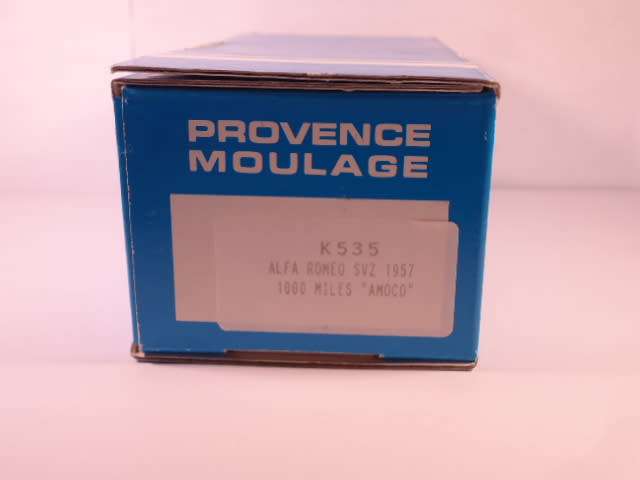 PROVENCE
MOULAGE
K535
ALFA ROMEO SVZ 1957
1000 MILES "AMOCO"